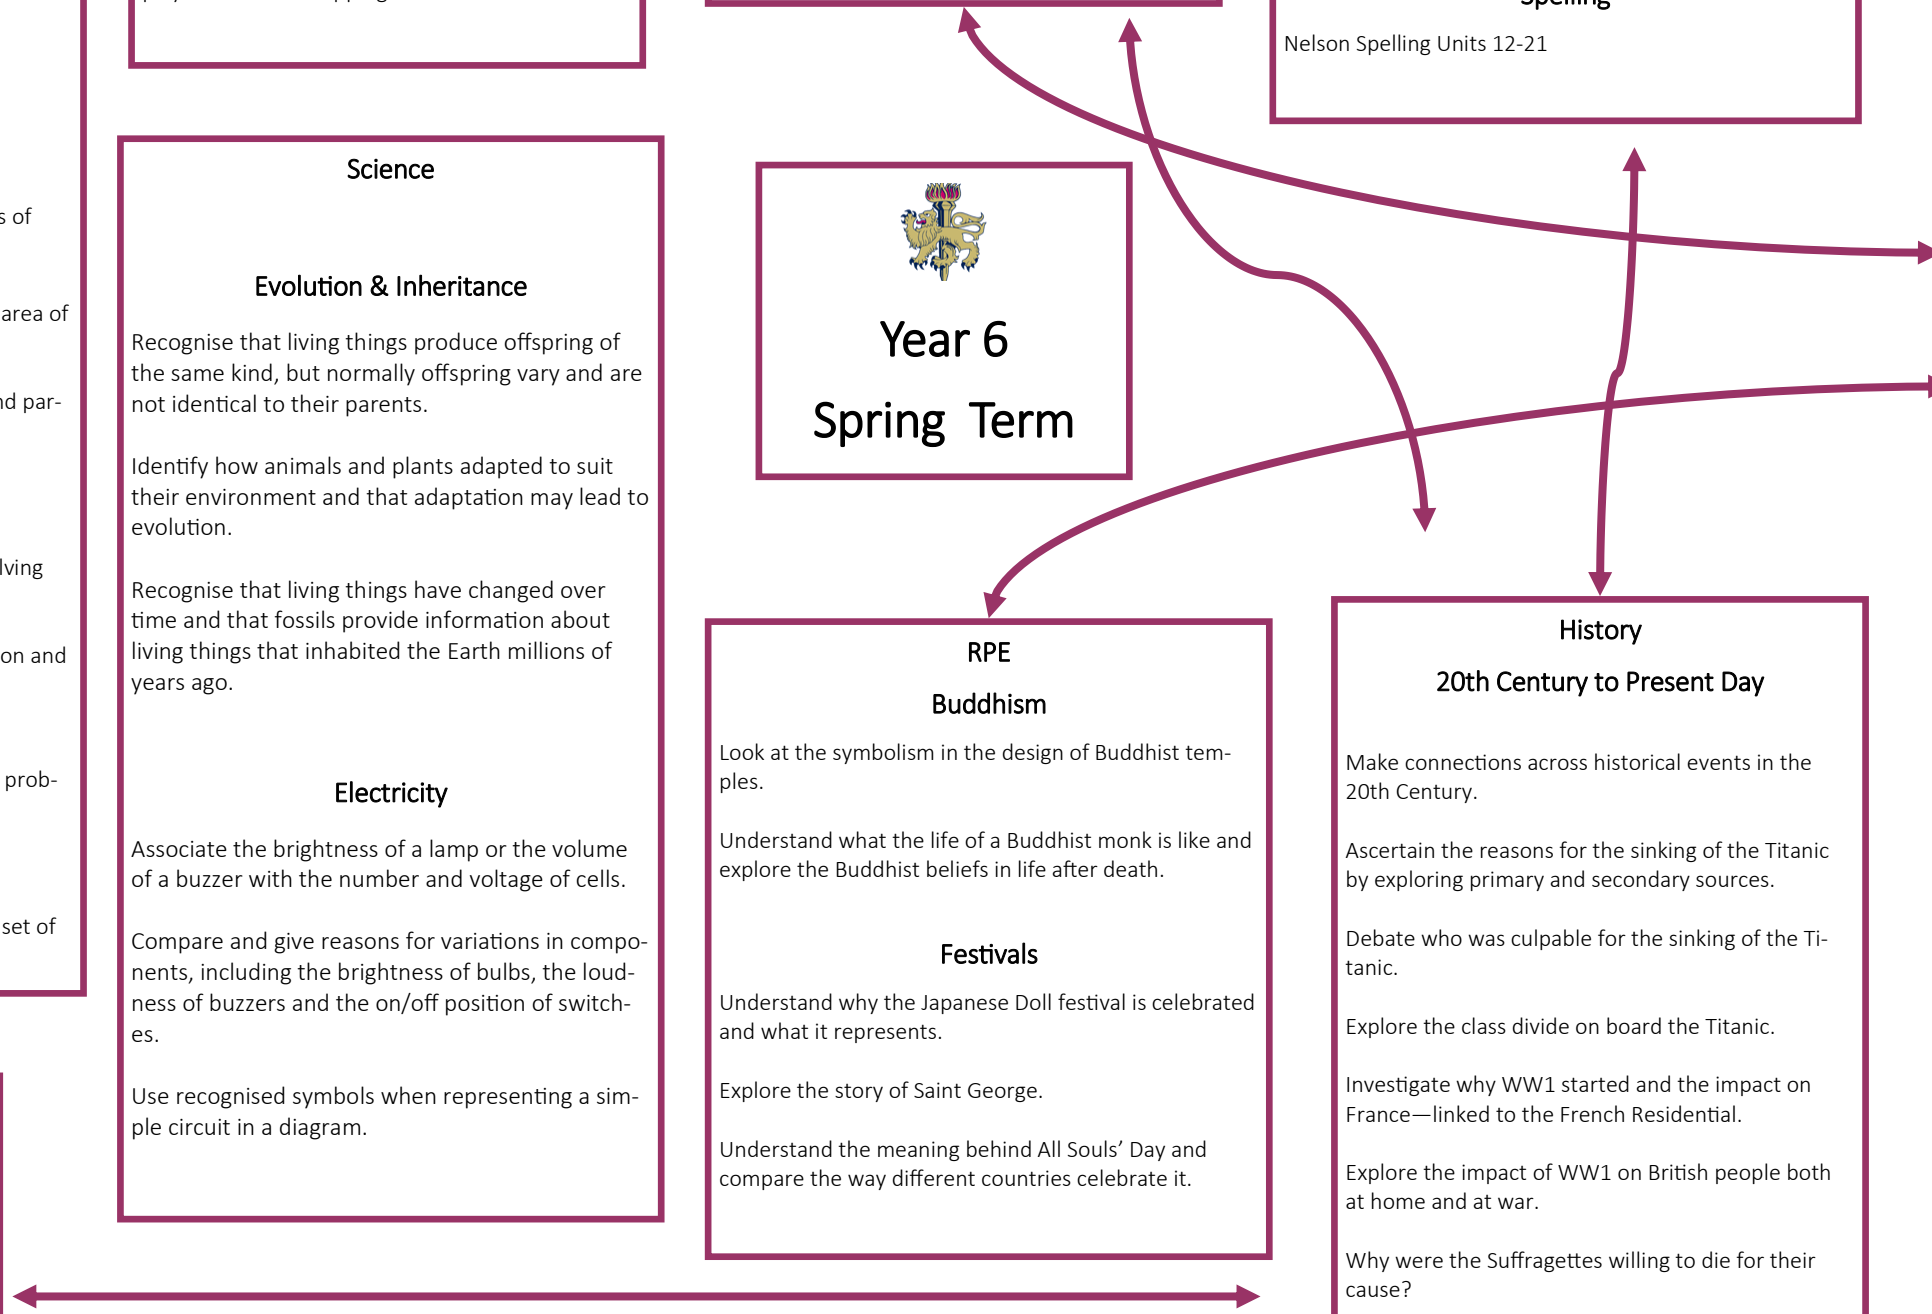 Spelling
Nelson Spelling Units 12-21
s of
area of
nd par-
lving
on and
prob-
set of
Science
Evolution & Inheritance
Recognise that living things produce offspring of
the same kind, but normally offspring vary and are
not identical to their parents.
Identify how animals and plants adapted to suit
their environment and that adaptation may lead to
evolution.
Recognise that living things have changed over
time and that fossils provide information about
living things that inhabited the Earth millions of
years ago.
Electricity
Associate the brightness of a lamp or the volume
of a buzzer with the number and voltage of cells.
Compare and give reasons for variations in compo-
nents, including the brightness of bulbs, the loud-
ness of buzzers and the on/off position of switch-
es.
Use recognised symbols when representing a sim-
ple circuit in a diagram.
Year 6
Spring Term
RPE
Buddhism
Look at the symbolism in the design of Buddhist tem-
ples.
Understand what the life of a Buddhist monk is like and
explore the Buddhist beliefs in life after death.
Festivals
Understand why the Japanese Doll festival is celebrated
and what it represents.
Explore the story of Saint George.
Understand the meaning behind All Souls’ Day and
compare the way different countries celebrate it.
History
20th Century to Present Day
Make connections across historical events in the
20th Century.
Ascertain the reasons for the sinking of the Titanic
by exploring primary and secondary sources.
Debate who was culpable for the sinking of the Ti-
tanic.
Explore the class divide on board the Titanic.
Investigate why WW1 started and the impact on
France—linked to the French Residential.
Explore the impact of WW1 on British people both
at home and at war.
Why were the Suffragettes willing to die for their
cause?